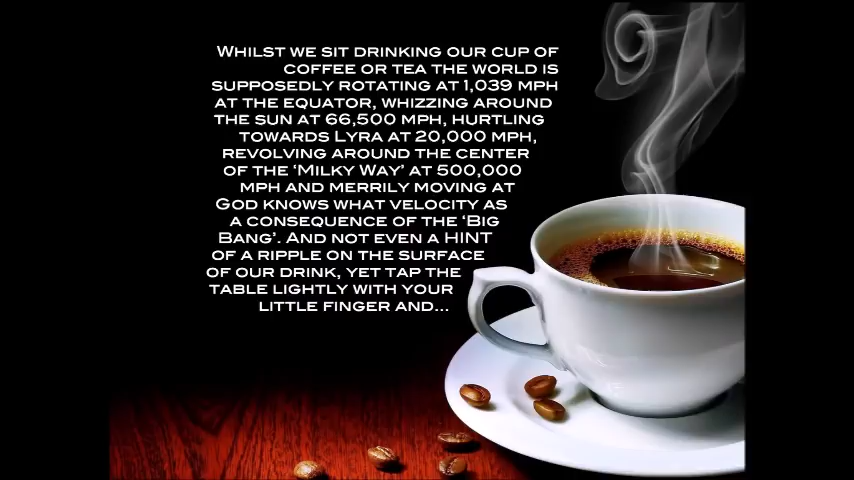 Whilst we sit drinking our cup of
coffee or tea the world is
supposedly rotating at 1,039 mph
at the equator, whizzing around
the sun at 66,500 mph, hurtling
towards Lyra at 20,000 mph,
revolving around the center
of the ‘Milky Way’ at 500,000
mph and merrily moving at
God knows what velocity as
a consequence of the ‘Big
Bang’. And not even a HINT
of a ripple on the surface
of our drink, yet tap the
table lightly with your
little finger and...